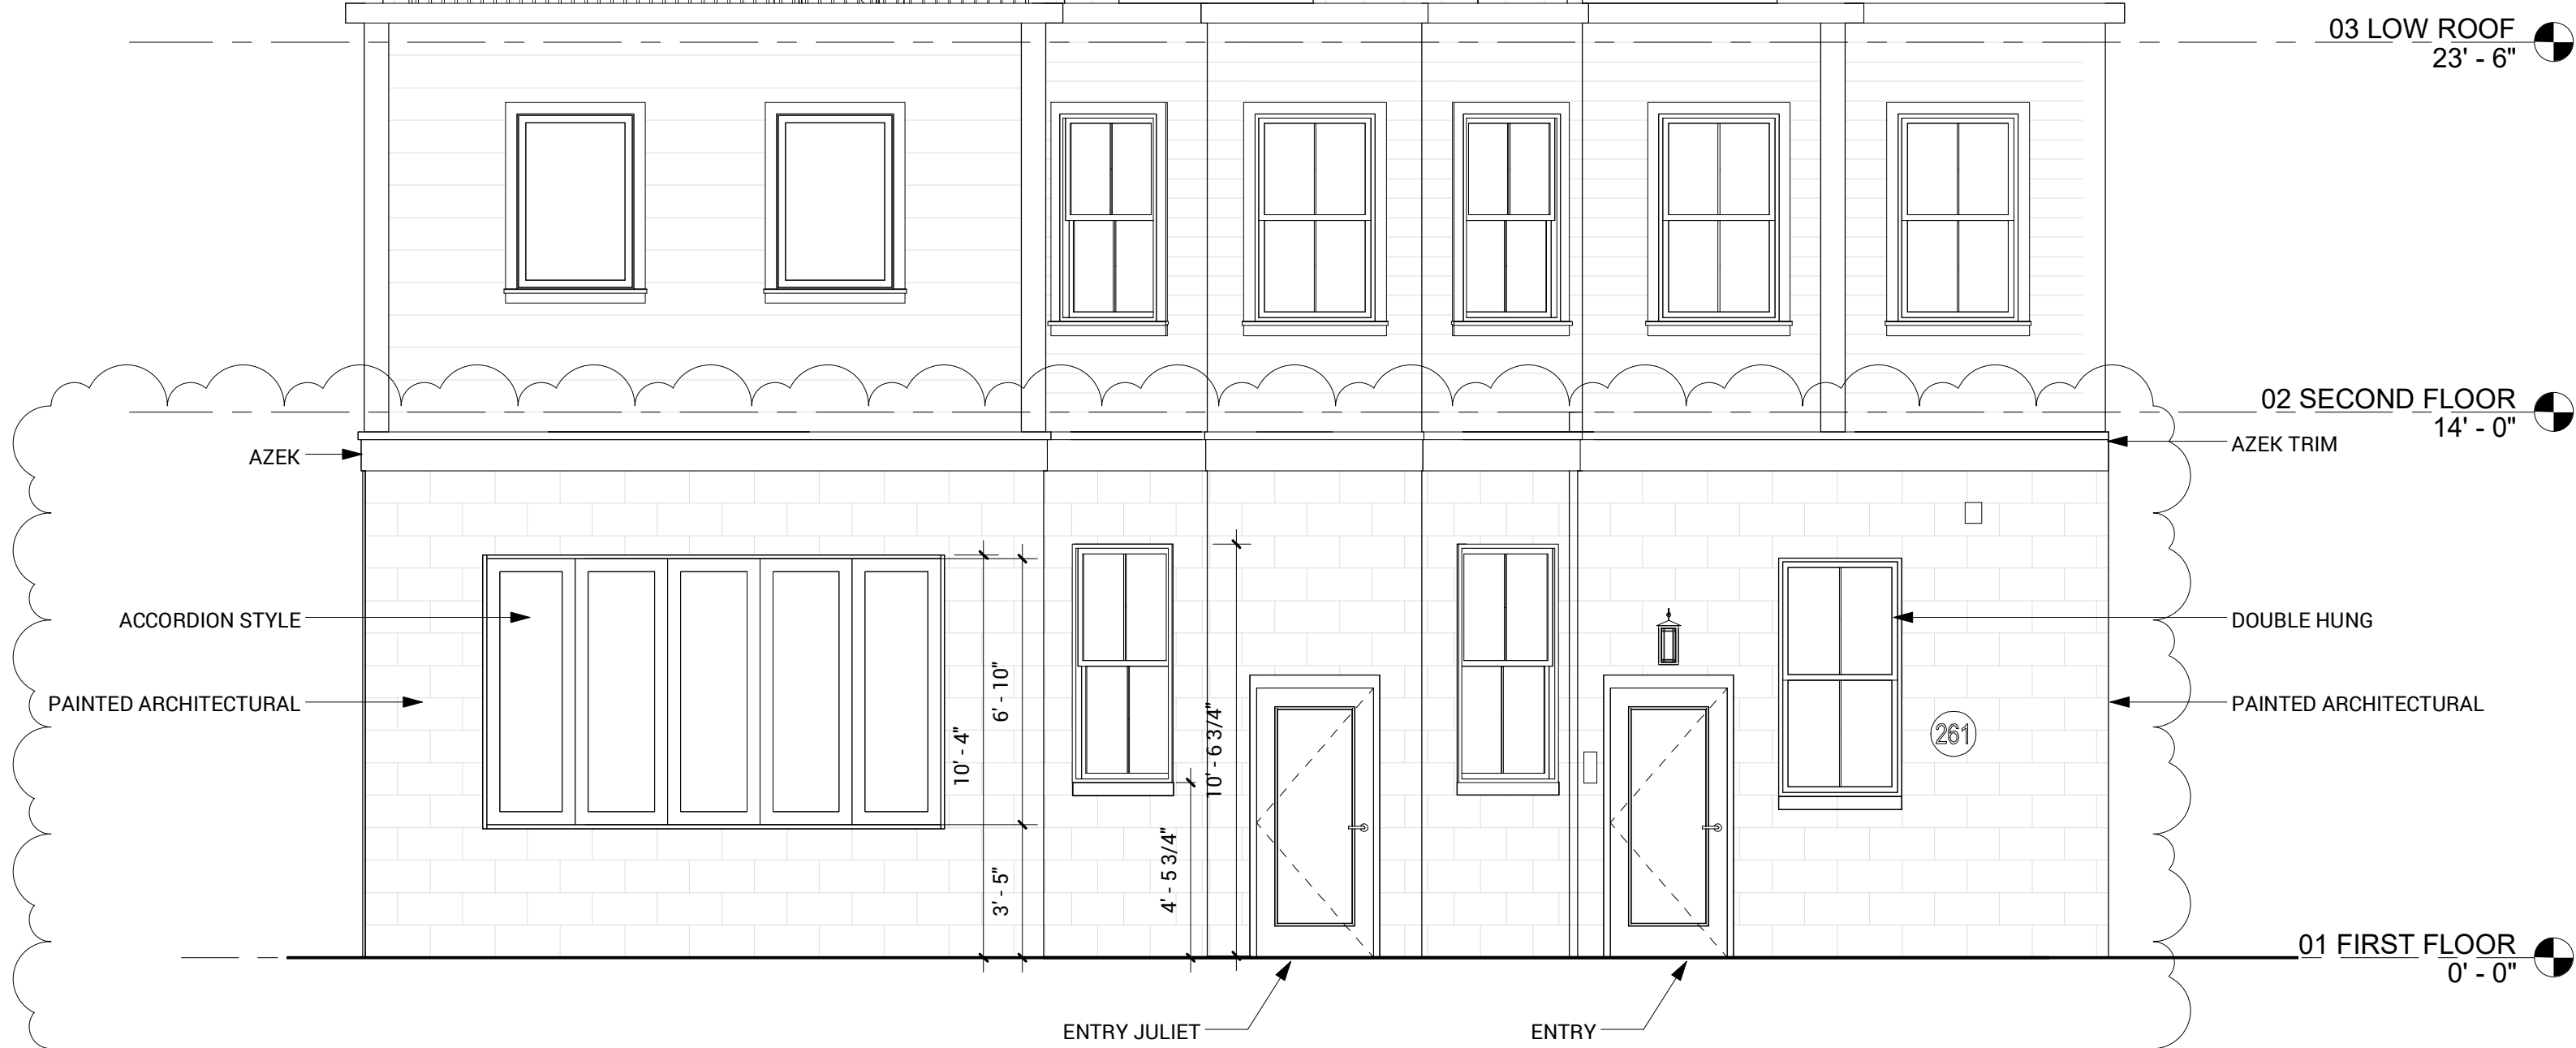 03 LOW ROOF
23' - 6"
02 SECOND FLOOR
14' - 0"
AZEK
AZEK TRIM
ACCORDION STYLE
DOUBLE HUNG
PAINTED ARCHITECTURAL
PAINTED ARCHITECTURAL
261
10' - 4"
6' - 10"
3' - 5"
4' - 5 3/4"
10' - 6 3/4"
01 FIRST FLOOR
0' - 0"
ENTRY JULIET
ENTRY